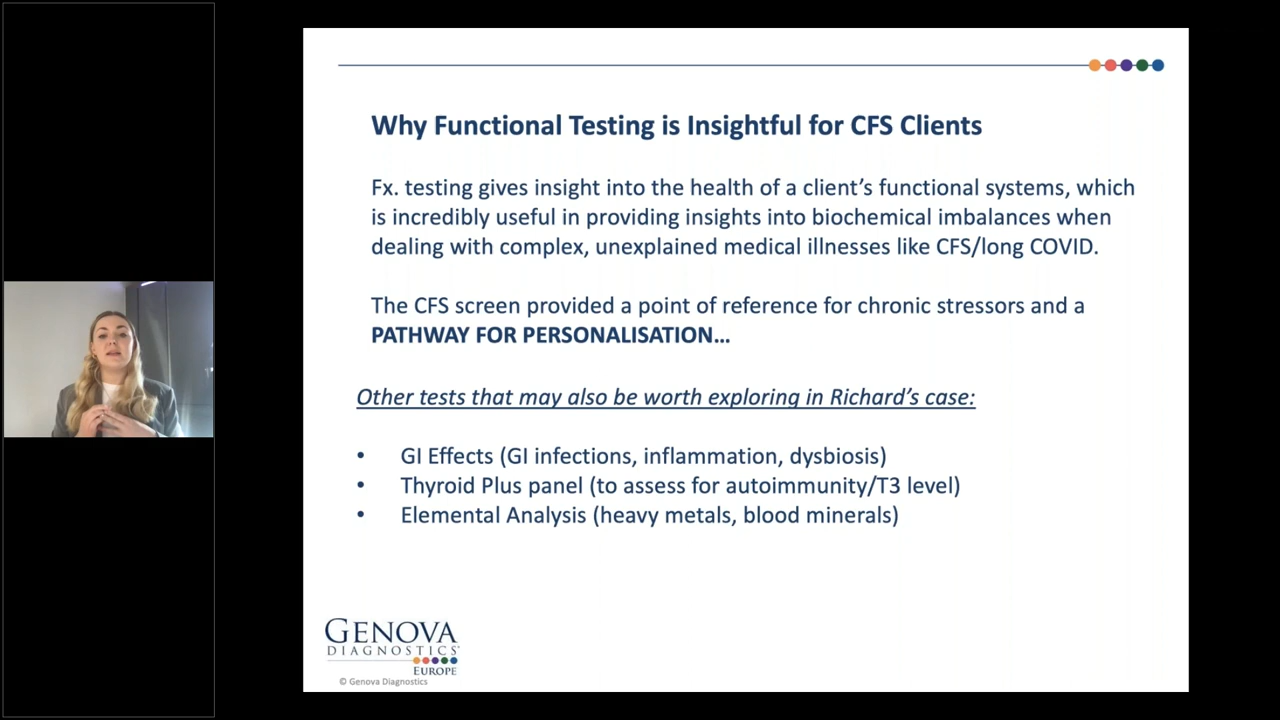 Why Functional Testing is Insightful for CFS Clients
Fx. testing gives insight into the health of a client’s functional systems, which
is incredibly useful in providing insights into biochemical imbalances when
dealing with complex, unexplained medical illnesses like CFS/long COVID.
The CFS screen provided a point of reference for chronic stressors and a
PATHWAY FOR PERSONALISATION…
Other tests that may also be worth exploring in Richard’s case:
• GI Effects (GI infections, inflammation, dysbiosis)
• Thyroid Plus panel (to assess for autoimmunity/T3 level)
• Elemental Analysis (heavy metals, blood minerals)
GENOVA
DIAGNOSTICS
EUROPE
© Genova Diagnostics